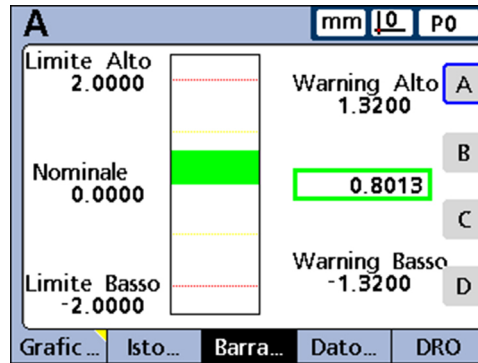 A
mm 0 P0
Limite Alto
2.0000
Warning Alto
1.3200
A
B
Nominale
0.0000
0.8013
C
Warning Basso
-1.3200
D
Limite Basso
-2.0000
Grafic ... Isto... Barra... Dato... DRO